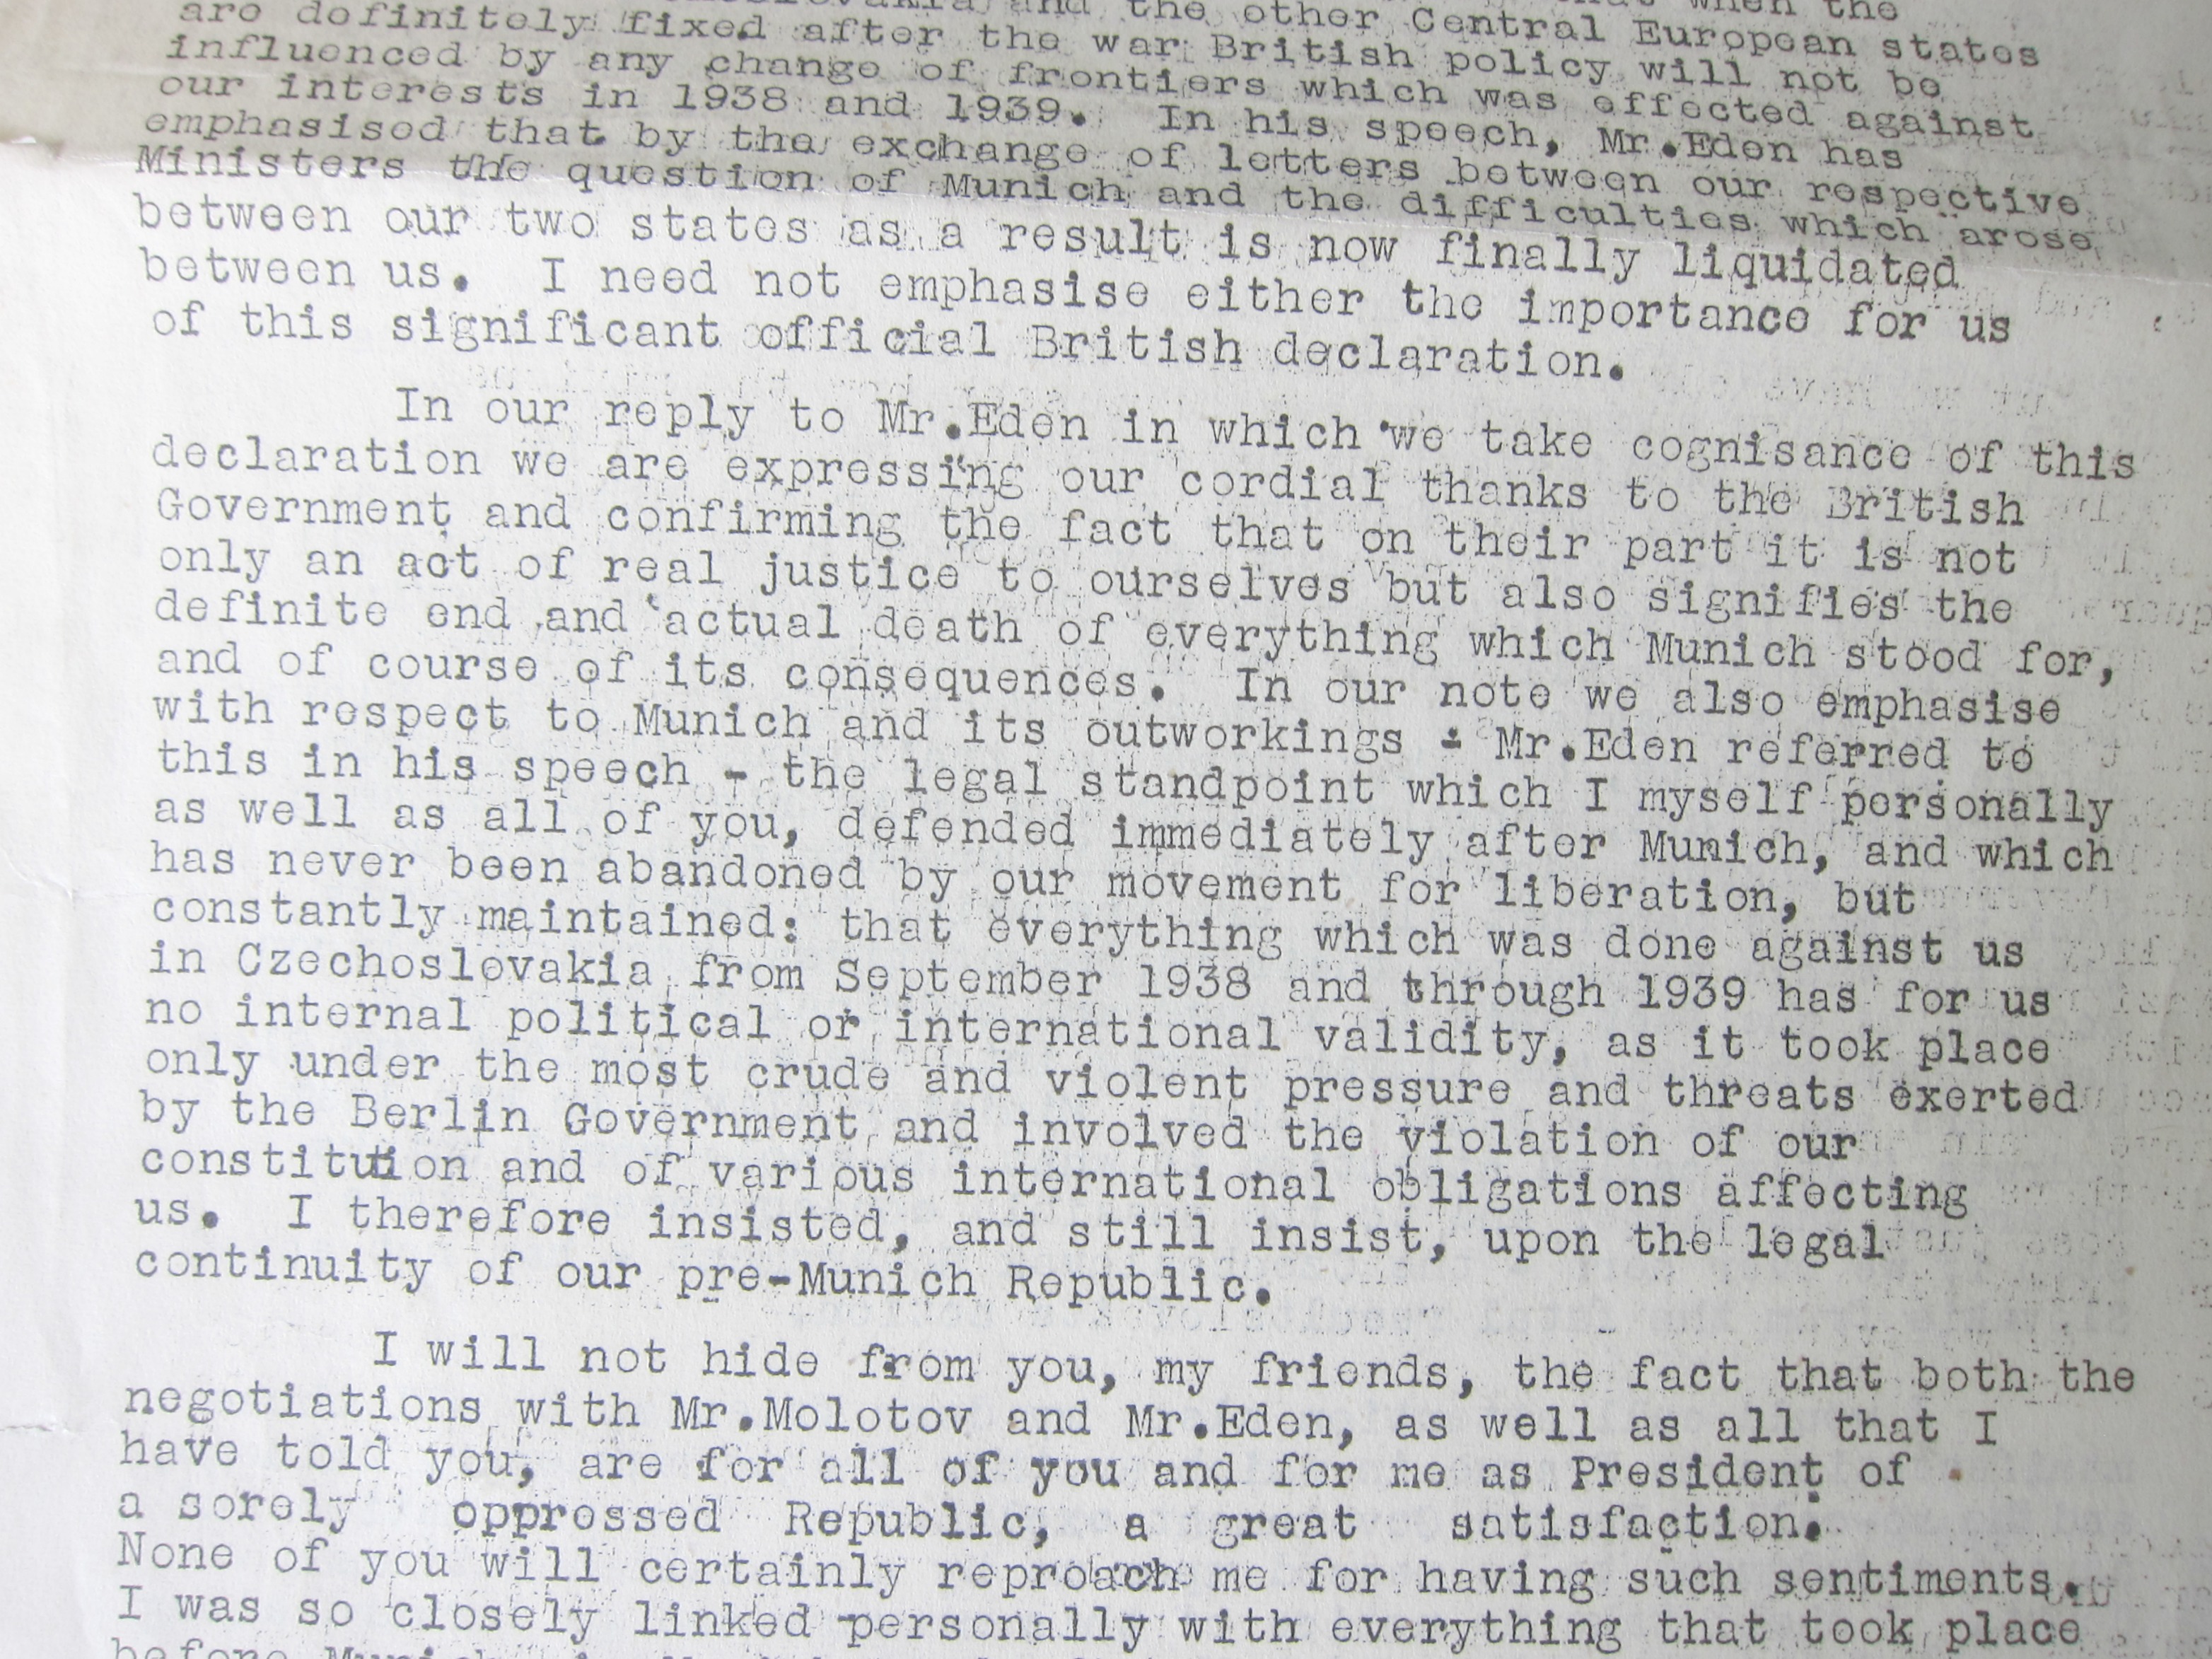 and the other Central European states
are definitely fixed after the war British policy will not be
influenced by any change of frontiers which was effected against
our interests in 1938 and 1939. In his speech, Mr.Eden has
emphasised that by the exchange of letters between our respective
Ministers the question of Munich and the difficulties which arose
between our two states as a result is now finally liquidated
between us. I need not emphasise either the importance for us
of this significant official British declaration.
In our reply to Mr.Eden in which we take cognisance of this
declaration we are expressing our cordial thanks to the British
Government and confirming the fact that on their part it is not
only an act of real justice to ourselves but also signifies the
definite end and actual death of everything which Munich stood for,
and of course of its consequences. In our note we also emphasise
with respect to Munich and its outworkings - Mr.Eden referred to
this in his speech - the legal standpoint which I myself personally
as well as all of you, defended immediately after Munich, and which
has never been abandoned by our movement for liberation, but
constantly maintained: that everything which was done against us
in Czechoslovakia from September 1938 and through 1939 has for us
no internal political or international validity, as it took place
only under the most crude and violent pressure and threats exerted
by the Berlin Government and involved the violation of our
constitution and of various international obligations affecting
us. I therefore insisted, and still insist, upon the legal
continuity of our pre-Munich Republic.
I will not hide from you, my friends, the fact that both the
negotiations with Mr.Molotov and Mr.Eden, as well as all that I
have told you, are for all of you and for me as President of
a sorely oppressed Republic, a great satisfaction.
None of you will certainly reproach me for having such sentiments.
I was so closely linked personally with everything that took place
before Munich